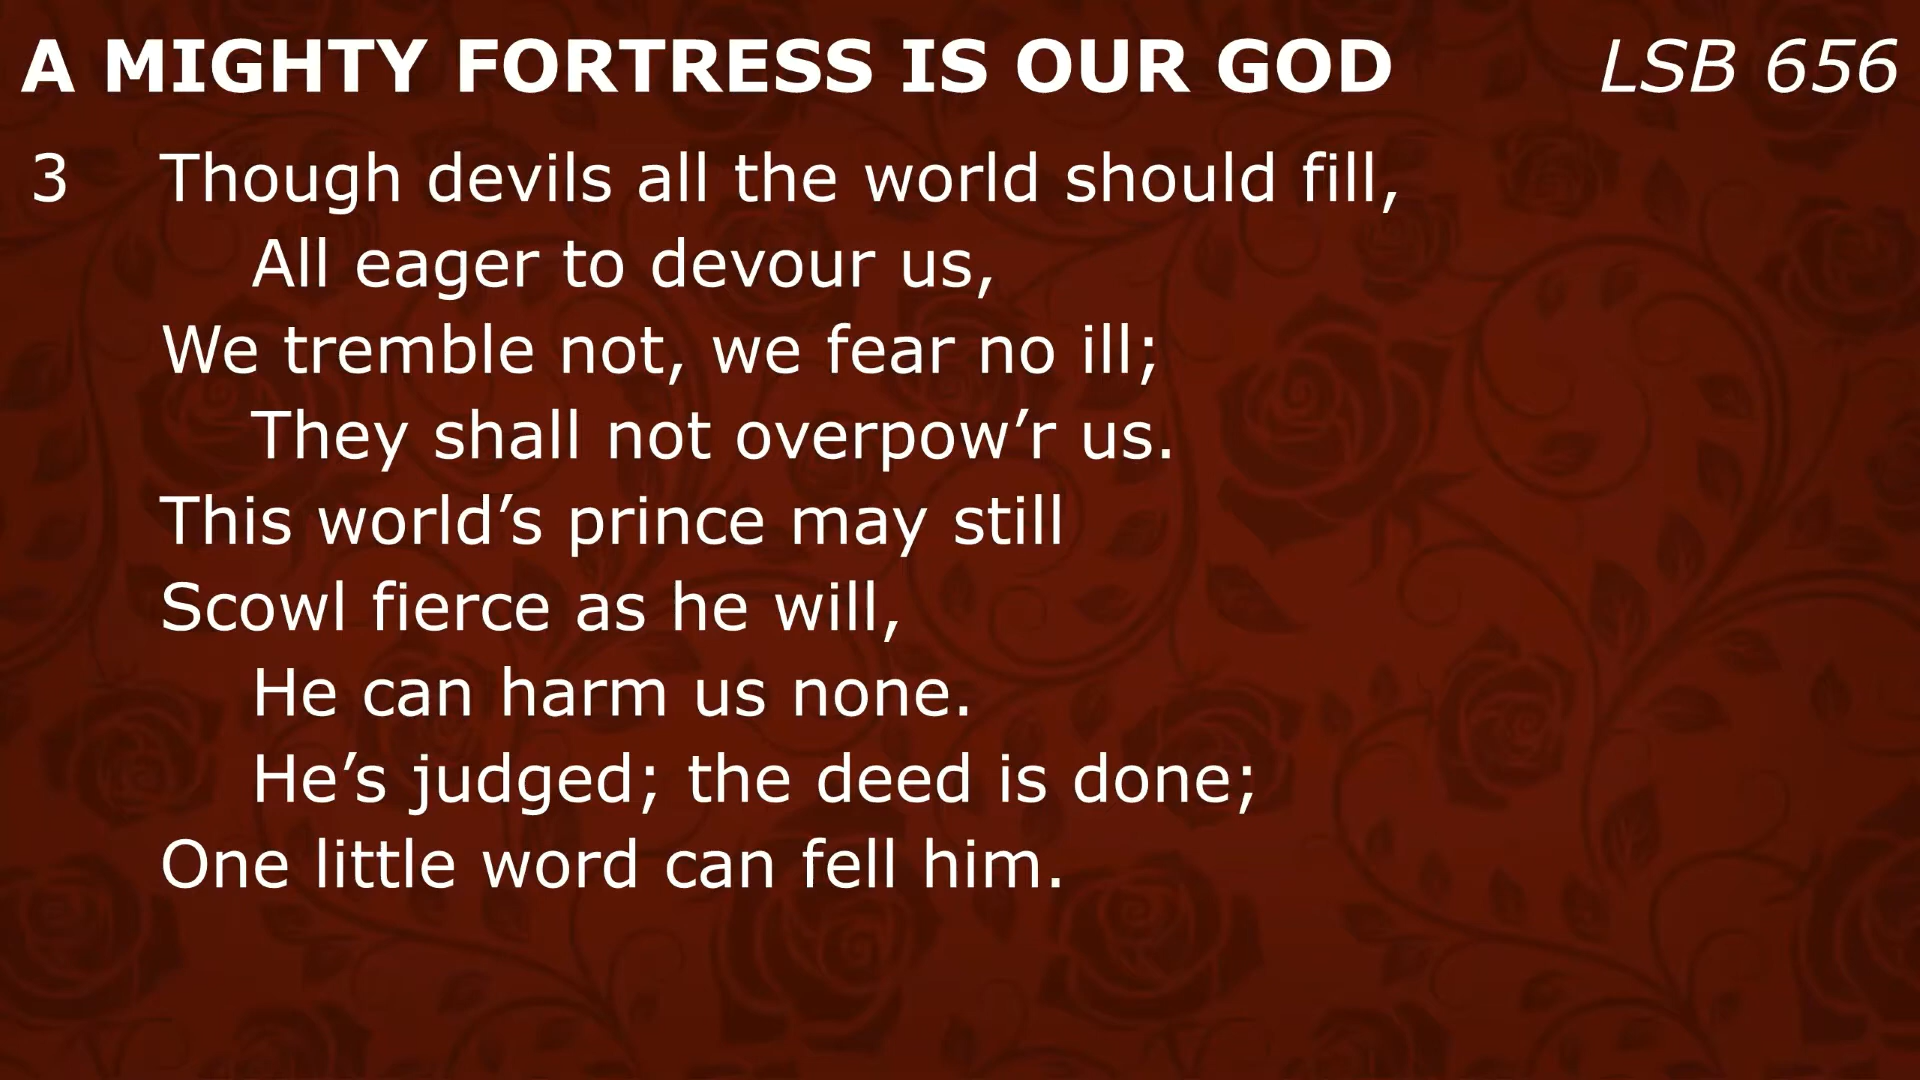 A MIGHTY FORTRESS IS OUR GOD LSB 656
3 Though devils all the world should fill,
All eager to devour us,
We tremble not, we fear no ill;
They shall not overpow’r us.
This world’s prince may still
Scowl fierce as he will,
He can harm us none.
He’s judged; the deed is done;
One little word can fell him.